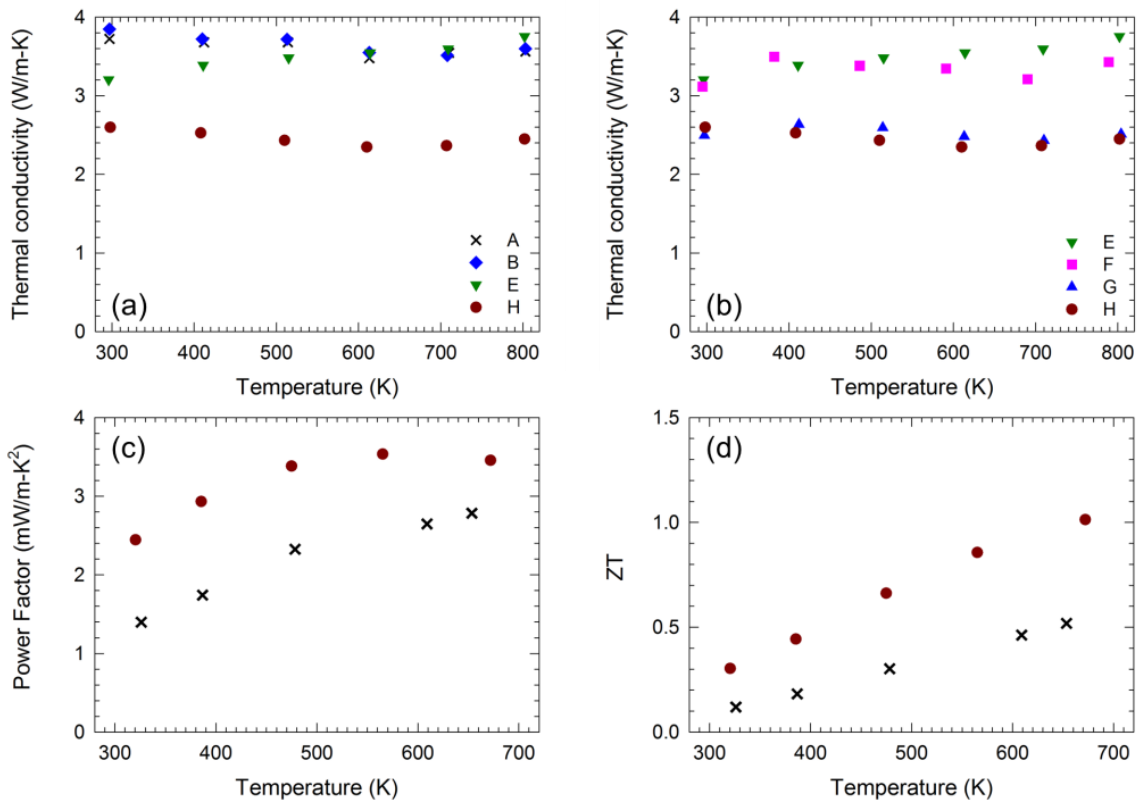 Thermal conductivity (W/m-K)
4
3
2
1
0
A
B
E
H
(a)
300 400 500 600 700 800
Temperature (K)
Thermal conductivity (W/m-K)
4
3
2
1
0
E
F
G
H
(b)
300 400 500 600 700 800
Temperature (K)
Power Factor (mW/m-K²)
4
3
2
1
0
(c)
300 400 500 600 700
Temperature (K)
ZT
1.5
1.0
0.5
0.0
(d)
300 400 500 600 700
Temperature (K)